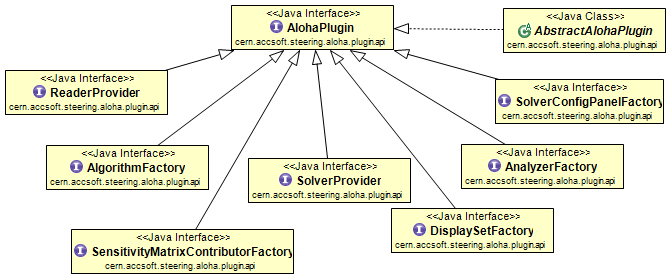 <<Java Interface>>
AlohaPlugin
cern.accsoft.steering.aloha.plugin.api
<<Java Class>>
AbstractAlohaPlugin
cern.accsoft.steering.aloha.plugin.api
<<Java Interface>>
ReaderProvider
cern.accsoft.steering.aloha.plugin.api
<<Java Interface>>
SolverConfigPanelFactory
cern.accsoft.steering.aloha.plugin.api
<<Java Interface>>
AlgorithmFactory
cern.accsoft.steering.aloha.plugin.api
<<Java Interface>>
SolverProvider
cern.accsoft.steering.aloha.plugin.api
<<Java Interface>>
AnalyzerFactory
cern.accsoft.steering.aloha.plugin.api
<<Java Interface>>
SensitivityMatrixContributorFactory
cern.accsoft.steering.aloha.plugin.api
<<Java Interface>>
DisplaySetFactory
cern.accsoft.steering.aloha.plugin.api